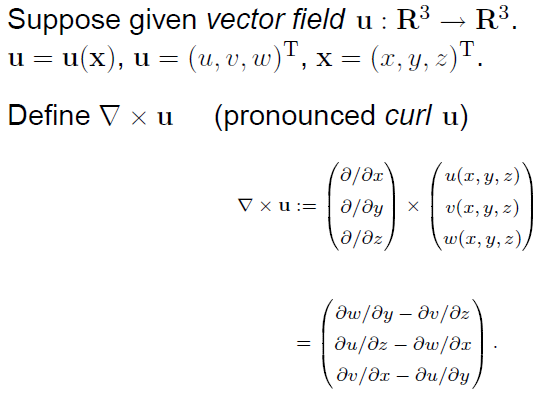 Suppose given vector field u : R³ → R³.
u = u(x), u = (u, v, w)ᵀ, x = (x, y, z)ᵀ.
Define ∇ × u (pronounced curl u)
∇ × u := (∂/∂x ∂/∂y ∂/∂z) × (u(x, y, z) v(x, y, z) w(x, y, z))
= (∂w/∂y − ∂v/∂z
∂u/∂z − ∂w/∂x
∂v/∂x − ∂u/∂y) .